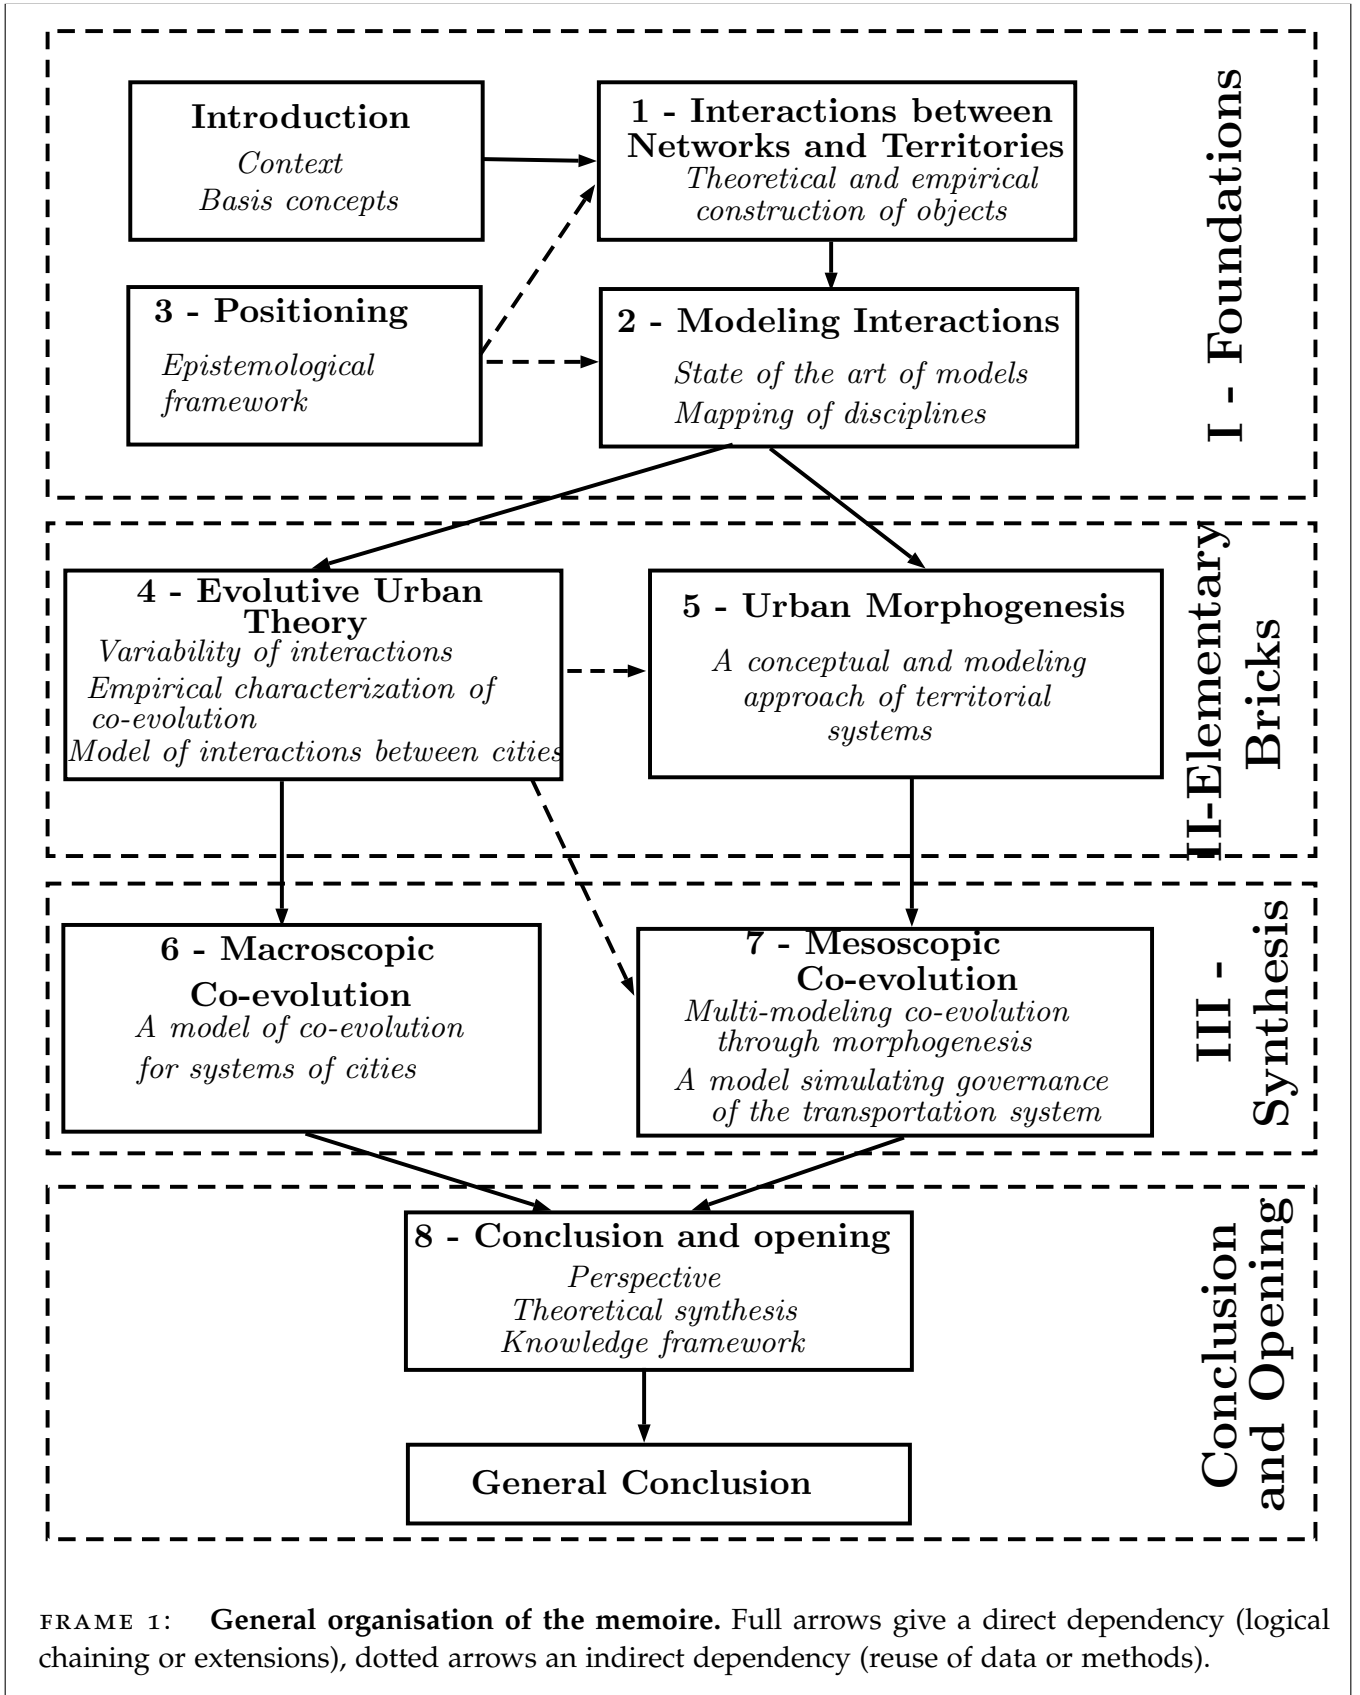 Introduction
Context
Basis concepts
1 - Interactions between
Networks and Territories
Theoretical and empirical
construction of objects
3 - Positioning
Epistemological
framework
2 - Modeling Interactions
State of the art of models
Mapping of disciplines
I - Foundations
4 - Evolutive Urban
Theory
Variability of interactions
Empirical characterization of
co-evolution
Model of interactions between cities
5 - Urban Morphogenesis
A conceptual and modeling
approach of territorial
systems
II-Elementary
Bricks
6 - Macroscopic
Co-evolution
A model of co-evolution
for systems of cities
7 - Mesoscopic
Co-evolution
Multi-modeling co-evolution
through morphogenesis
A model simulating governance
of the transportation system
III -
Synthesis
8 - Conclusion and opening
Perspective
Theoretical synthesis
Knowledge framework
General Conclusion
Conclusion
and Opening
FRAME 1: General organisation of the memoire. Full arrows give a direct dependency (logical
chaining or extensions), dotted arrows an indirect dependency (reuse of data or methods).